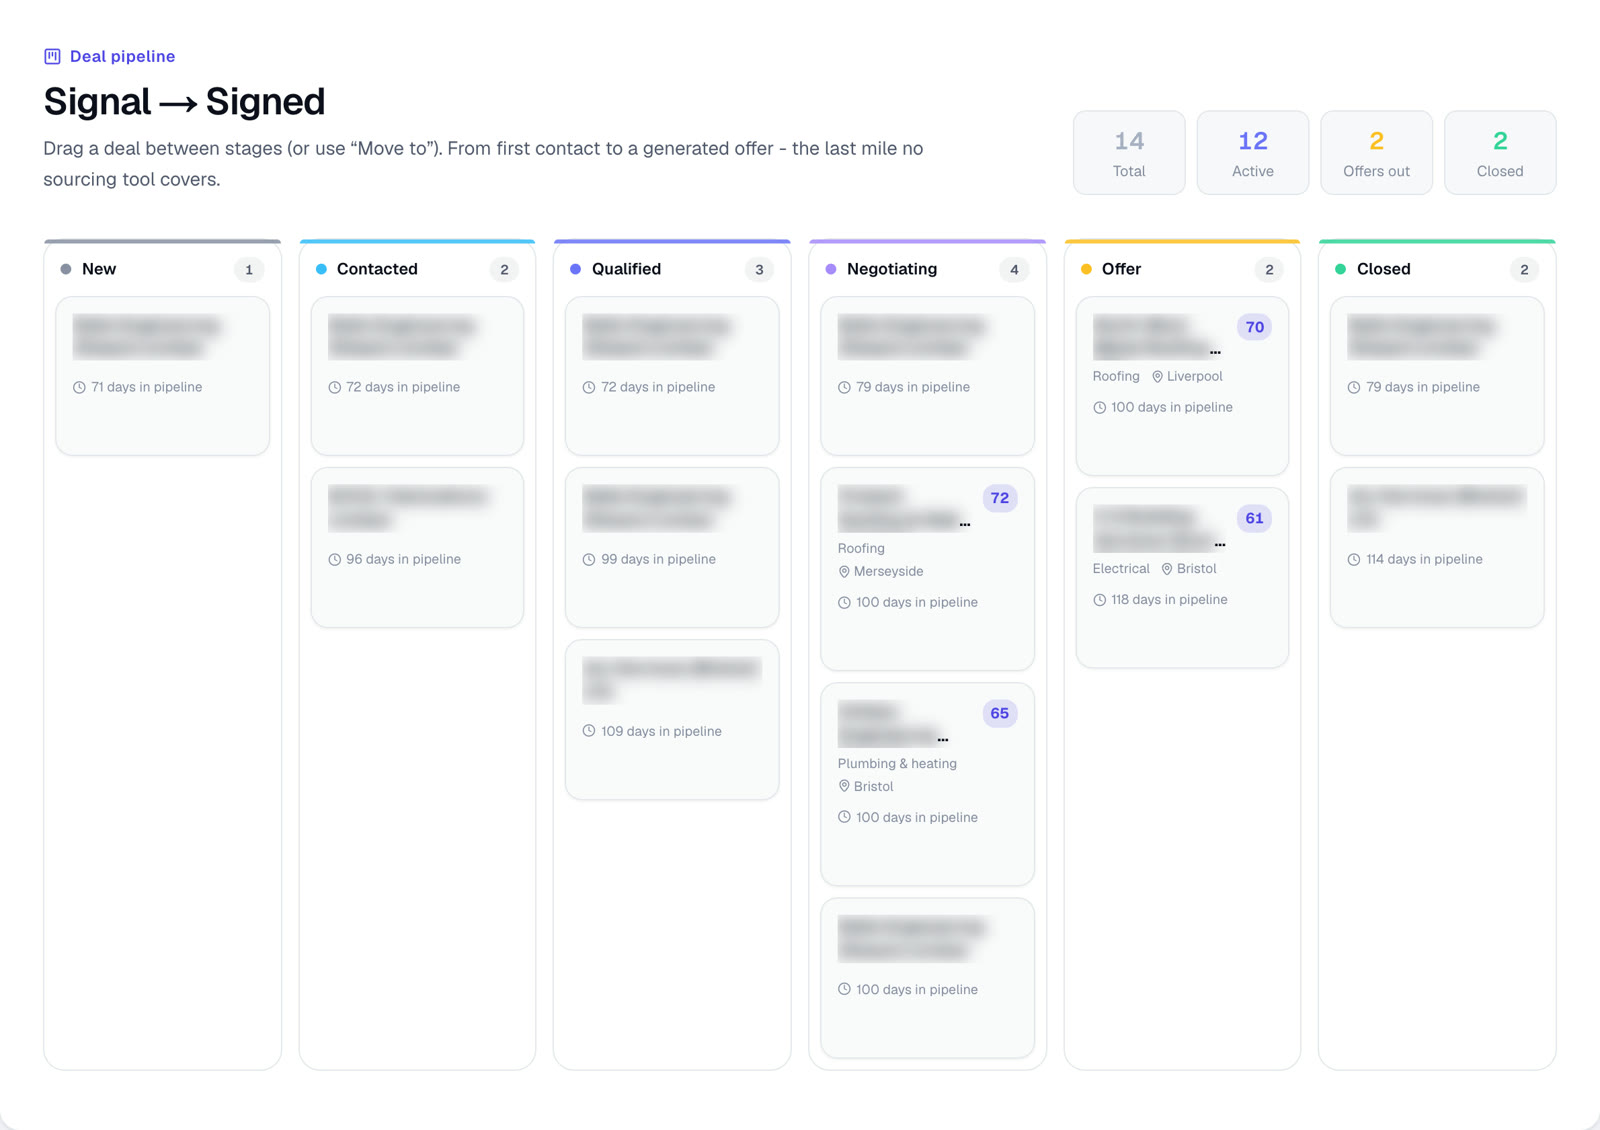 Deal pipeline
Signal → Signed
Drag a deal between stages (or use “Move to”). From first contact to a generated offer - the last mile no
sourcing tool covers.
14
Total
12
Active
2
Offers out
2
Closed
New 1
71 days in pipeline
Contacted 2
72 days in pipeline
96 days in pipeline
Qualified 3
72 days in pipeline
99 days in pipeline
109 days in pipeline
Negotiating 4
79 days in pipeline
72
…
Roofing
Merseyside
100 days in pipeline
65
…
Plumbing & heating
Bristol
100 days in pipeline
100 days in pipeline
Offer 2
70
…
Roofing Liverpool
100 days in pipeline
61
…
Electrical Bristol
118 days in pipeline
Closed 2
79 days in pipeline
114 days in pipeline